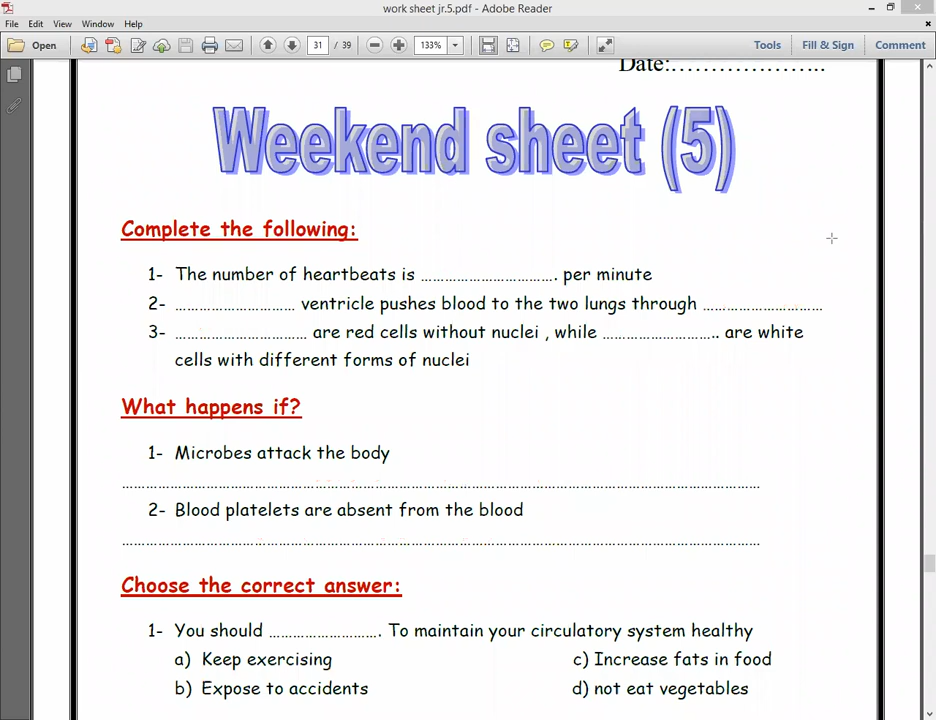 work sheet jr.5.pdf - Adobe Reader
File Edit View Window Help
Open 31 / 39 133% Tools Fill & Sign Comment
Date:………………..
Weekend sheet (5)
Complete the following:
1- The number of heartbeats is ……………………………. per minute
2- ………………………… ventricle pushes blood to the two lungs through …………………………
3- …………………………… are red cells without nuclei , while ……………………….. are white
cells with different forms of nuclei
What happens if?
1- Microbes attack the body
………………………………………………………………………………………………………………………………………………
2- Blood platelets are absent from the blood
………………………………………………………………………………………………………………………………………………
Choose the correct answer:
1- You should ………………………. To maintain your circulatory system healthy
a) Keep exercising c) Increase fats in food
b) Expose to accidents d) not eat vegetables